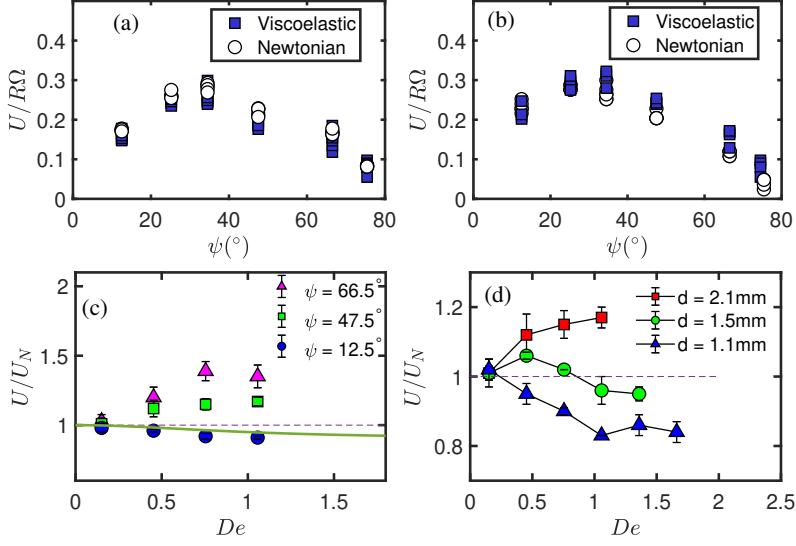 (a)
Viscoelastic
Newtonian
U/RΩ
0.4
0.3
0.2
0.1
0
0 20 40 60 80
ψ(°)
(b)
Viscoelastic
Newtonian
U/RΩ
0.4
0.3
0.2
0.1
0
0 20 40 60 80
ψ(°)
(c)
ψ = 66.5°
ψ = 47.5°
ψ = 12.5°
U/U_N
2
1.5
1
0.5
0 0.5 1 1.5
De
(d)
d = 2.1mm
d = 1.5mm
d = 1.1mm
U/U_N
1.2
1
0.8
0 0.5 1 1.5 2 2.5
De